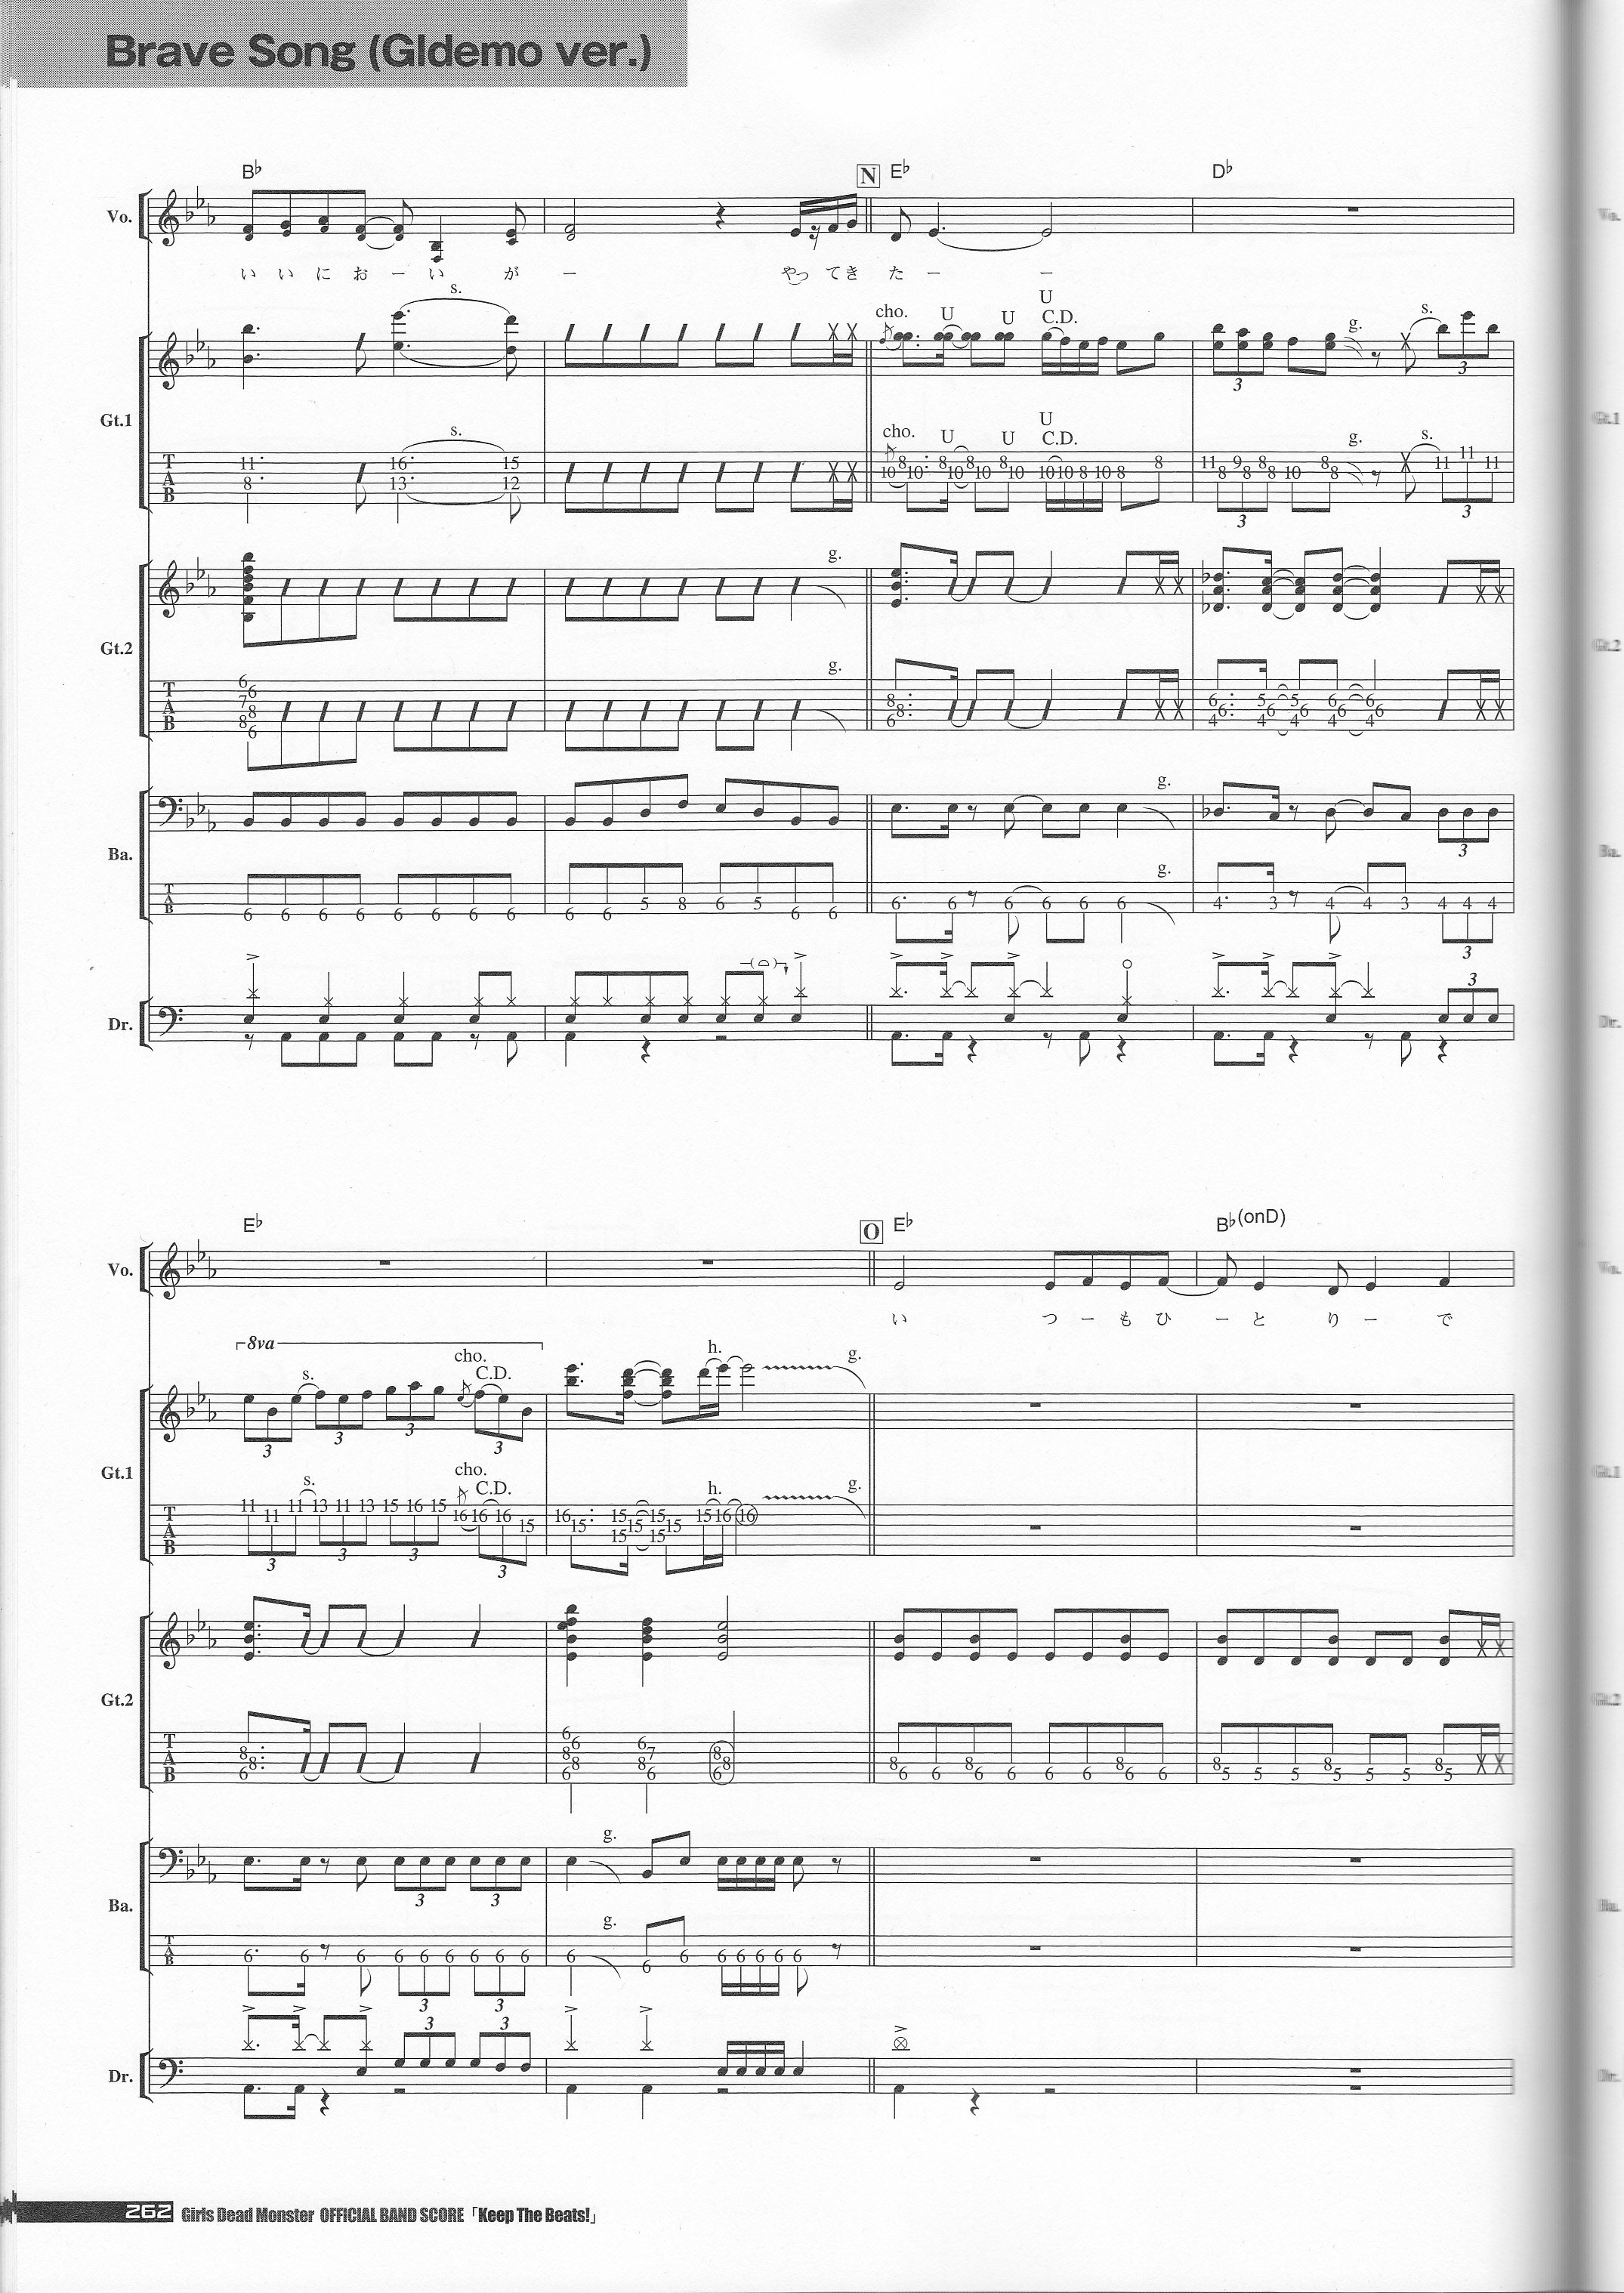 Brave Song (Gldemo ver.)
B♭ N E♭ D♭
Vo.
いいにおーいがー やってきたーー
s. cho. U U U C.D. g. s.
3 3
Gt.1
s. cho. U U U C.D. g. s.
T A B 11 8 16 13 15 12 10 8 10 8 10 8 10 8 10 10 10 8 10 8 8 11 8 9 8 8 8 10 8 8 11 11 11
3 3
g.
Gt.2
g.
T A B 6 6 7 8 8 6 8 8 6 6 6 4 5 6 4 5 6 4 6 6 4 6 6 4
g.
3
Ba.
g.
T A B 6 6 6 6 6 6 6 6 6 6 5 8 6 5 6 6 6 6 6 6 6 6 4 3 4 4 3 4 4 4
3
3
Dr.
E♭ O E♭ B♭(onD)
Vo.
いつーもひーとりーで
8va
s. cho. C.D. h. g.
3 3 3 3
Gt.1
s. cho. C.D. h. g.
T A B 11 11 11 13 11 13 15 16 15 16 16 16 15 16 15 15 15 15 15 15 15 15 16 16
3 3 3 3
Gt.2
T A B 8 8 6 6 6 8 8 6 6 7 8 6 8 8 6 8 6 6 8 6 6 6 6 8 6 6 8 5 5 5 8 5 5 5 8 5
g.
3 3
Ba.
g.
T A B 6 6 6 6 6 6 6 6 6 6 6 6 6 6 6 6 6
3 3
3 3
Dr.
262 Girls Dead Monster OFFICIAL BAND SCORE「Keep The Beats!」